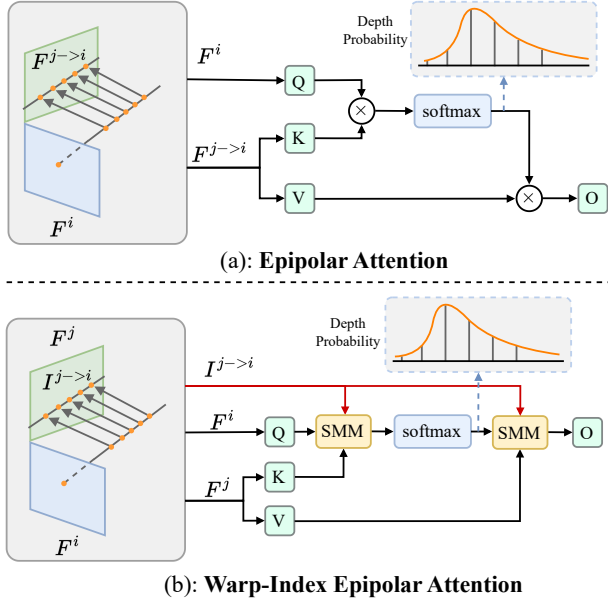 Depth
Probability
F^{j->i}
F^i
Q
K
softmax
F^{j->i}
V
O
F^i
(a): Epipolar Attention
Depth
Probability
F^j
I^{j->i}
I^{j->i}
F^i
Q
SMM
softmax
SMM
O
F^j
K
V
F^i
(b): Warp-Index Epipolar Attention